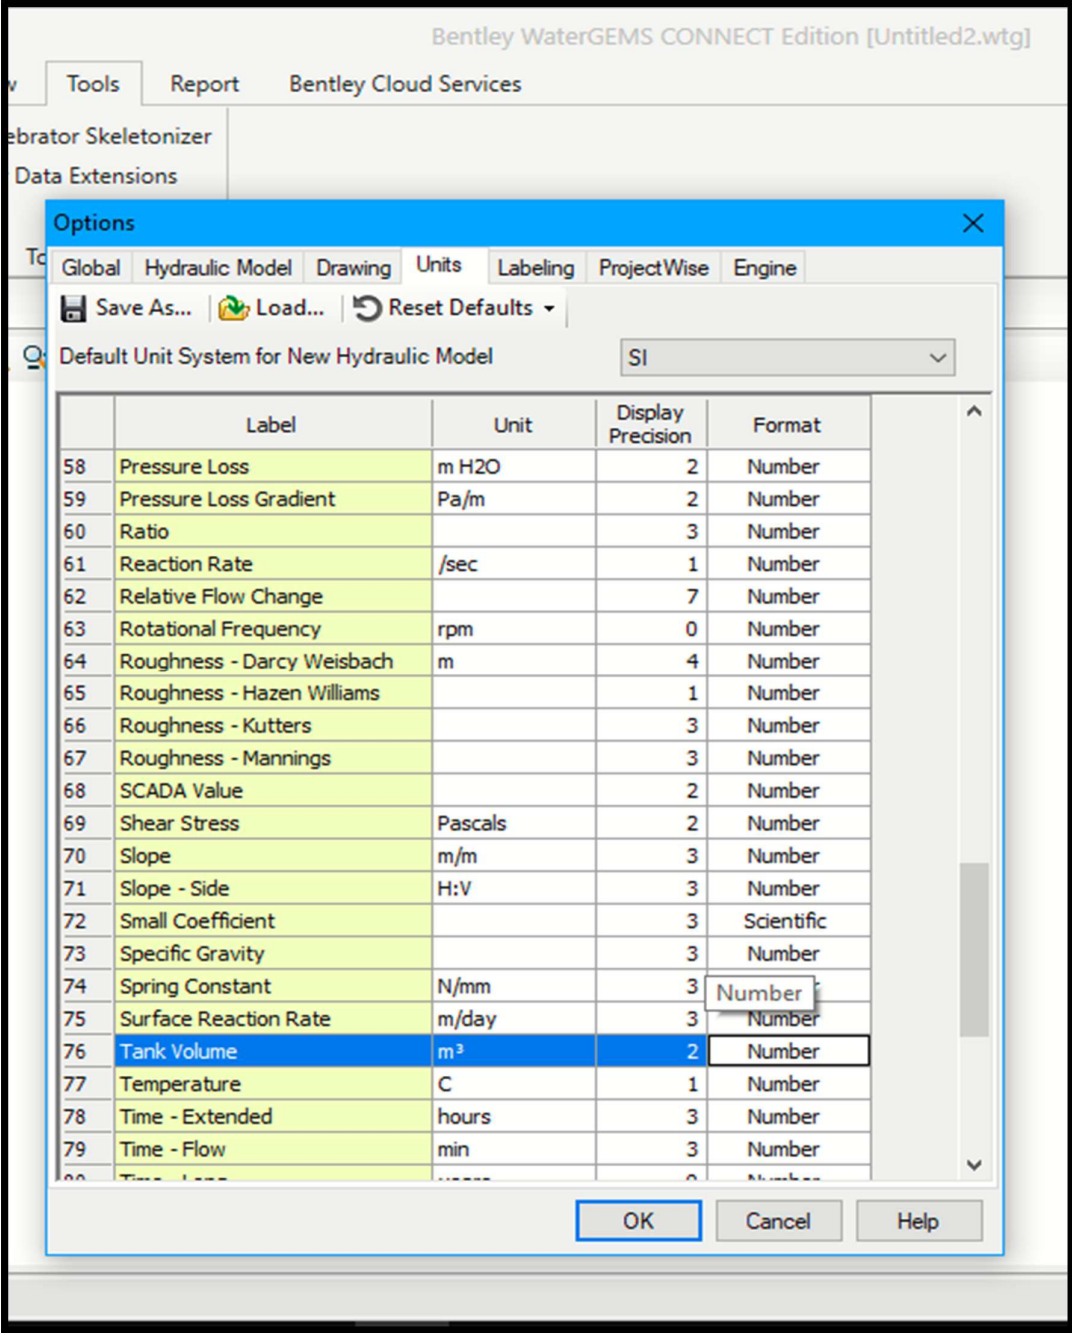 Bentley WaterGEMS CONNECT Edition [Untitled2.wtg]
Tools Report Bentley Cloud Services
Skeletonizer
Data Extensions
Options
Global Hydraulic Model Drawing Units Labeling ProjectWise Engine
Save As... Load... Reset Defaults
Default Unit System for New Hydraulic Model SI
Label Unit Display Precision Format
58 Pressure Loss m H2O 2 Number
59 Pressure Loss Gradient Pa/m 2 Number
60 Ratio 3 Number
61 Reaction Rate /sec 1 Number
62 Relative Flow Change 7 Number
63 Rotational Frequency rpm 0 Number
64 Roughness - Darcy Weisbach m 4 Number
65 Roughness - Hazen Williams 1 Number
66 Roughness - Kutters 3 Number
67 Roughness - Mannings 3 Number
68 SCADA Value 2 Number
69 Shear Stress Pascals 2 Number
70 Slope m/m 3 Number
71 Slope - Side H:V 3 Number
72 Small Coefficient 3 Scientific
73 Specific Gravity 3 Number
74 Spring Constant N/mm 3 Number
75 Surface Reaction Rate m/day 3 Number
76 Tank Volume m³ 2 Number
77 Temperature C 1 Number
78 Time - Extended hours 3 Number
79 Time - Flow min 3 Number
OK Cancel Help